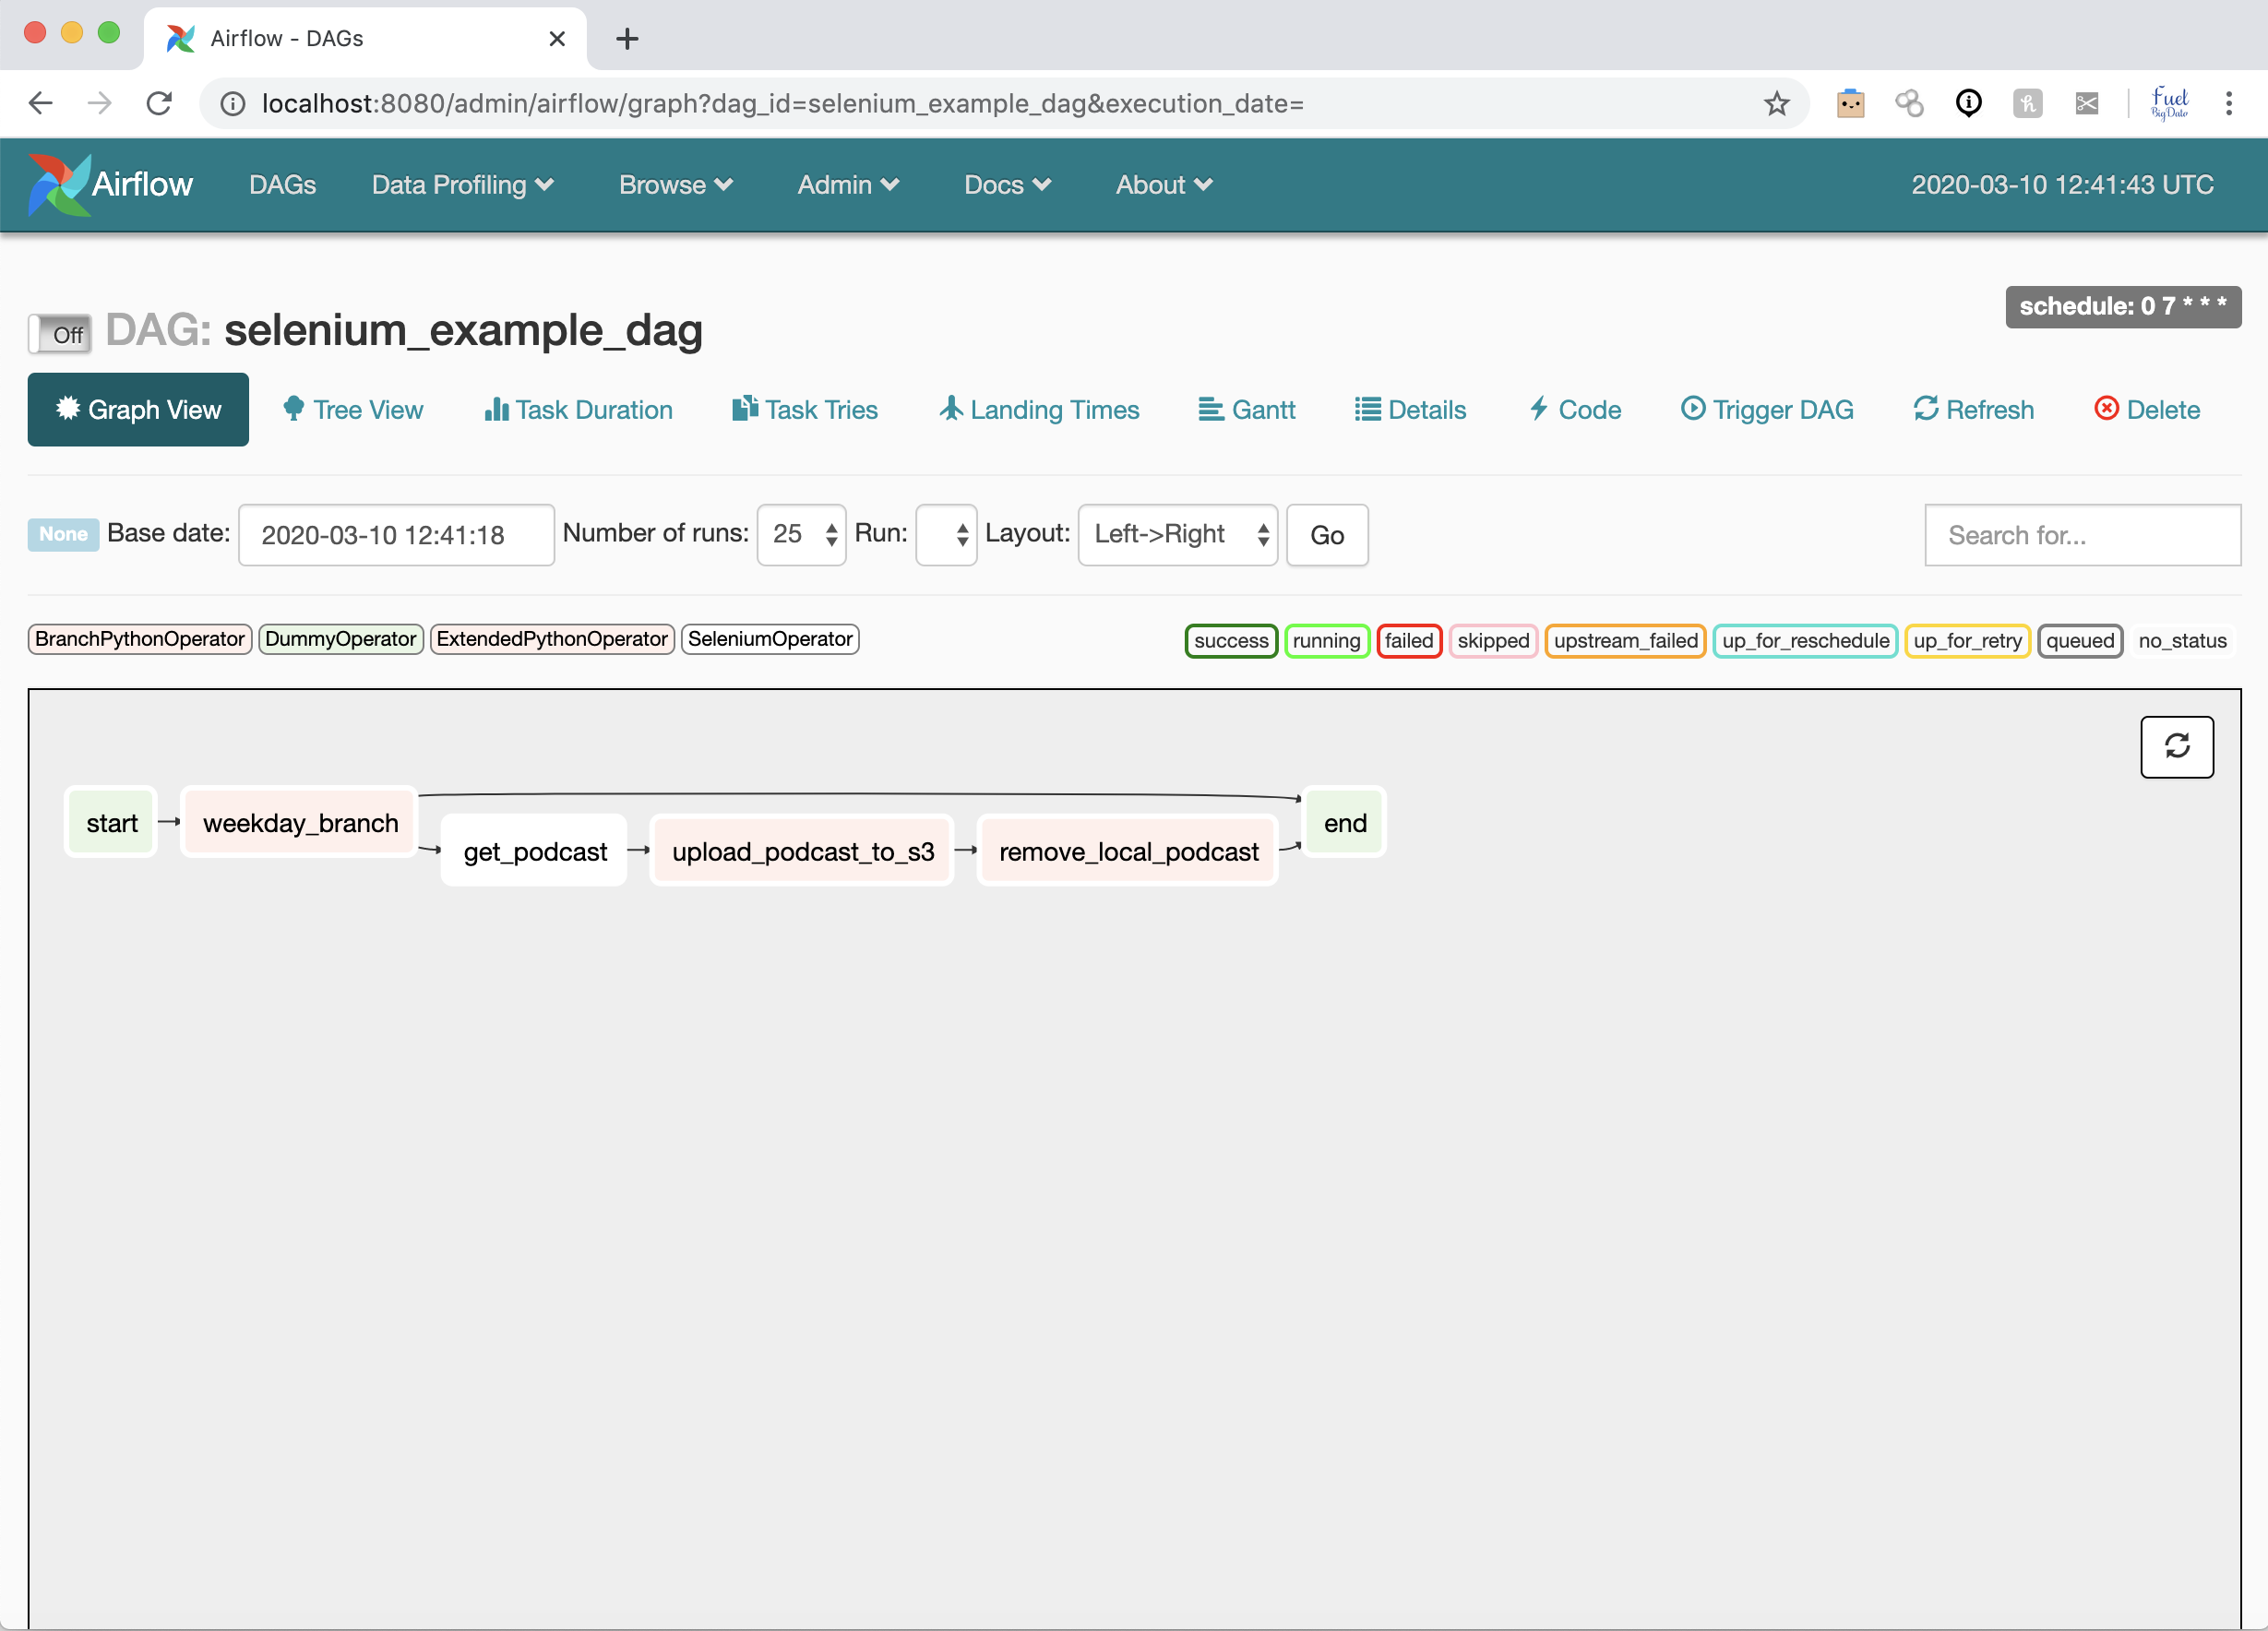 Airflow - DAGs
localhost:8080/admin/airflow/graph?dag_id=selenium_example_dag&execution_date=
Fuel
Big Data
Airflow DAGs Data Profiling Browse Admin Docs About 2020-03-10 12:41:43 UTC
schedule: 0 7 * * *
Off DAG: selenium_example_dag
Graph View Tree View Task Duration Task Tries Landing Times Gantt Details Code Trigger DAG Refresh Delete
None Base date: 2020-03-10 12:41:18 Number of runs: 25 Run: Layout: Left->Right Go Search for...
BranchPythonOperator DummyOperator ExtendedPythonOperator SeleniumOperator success running failed skipped upstream_failed up_for_reschedule up_for_retry queued no_status
start weekday_branch end
get_podcast upload_podcast_to_s3 remove_local_podcast